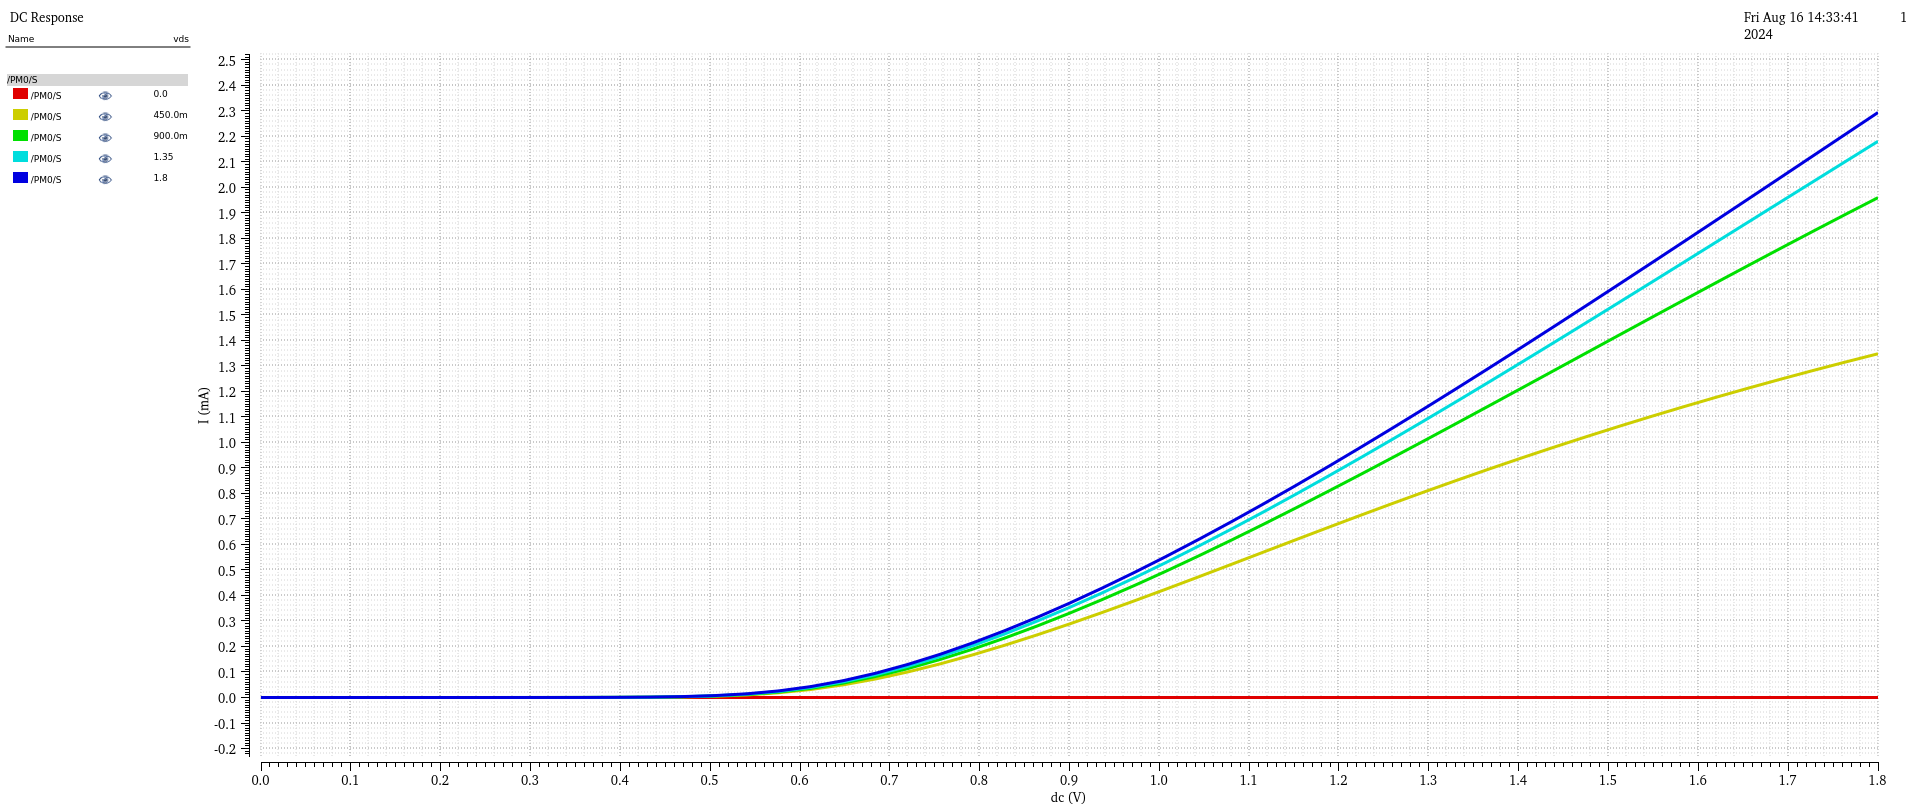 DC Response
Fri Aug 16 14:33:41 1
2024
Name vds
/PM0/S
/PM0/S 0.0
/PM0/S 450.0m
/PM0/S 900.0m
/PM0/S 1.35
/PM0/S 1.8
2.5
2.4
2.3
2.2
2.1
2.0
1.9
1.8
1.7
1.6
1.5
1.4
1.3
1.2
1.1
1.0
0.9
0.8
0.7
0.6
0.5
0.4
0.3
0.2
0.1
0.0
-0.1
-0.2
I (mA)
0.0 0.1 0.2 0.3 0.4 0.5 0.6 0.7 0.8 0.9 1.0 1.1 1.2 1.3 1.4 1.5 1.6 1.7 1.8
dc (V)